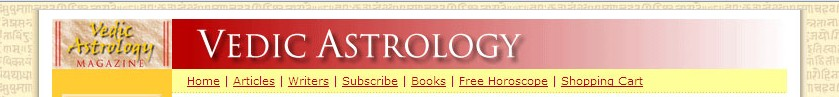 Vedic
Astrology
MAGAZINE
VEDIC ASTROLOGY
Home | Articles | Writers | Subscribe | Books | Free Horoscope | Shopping Cart